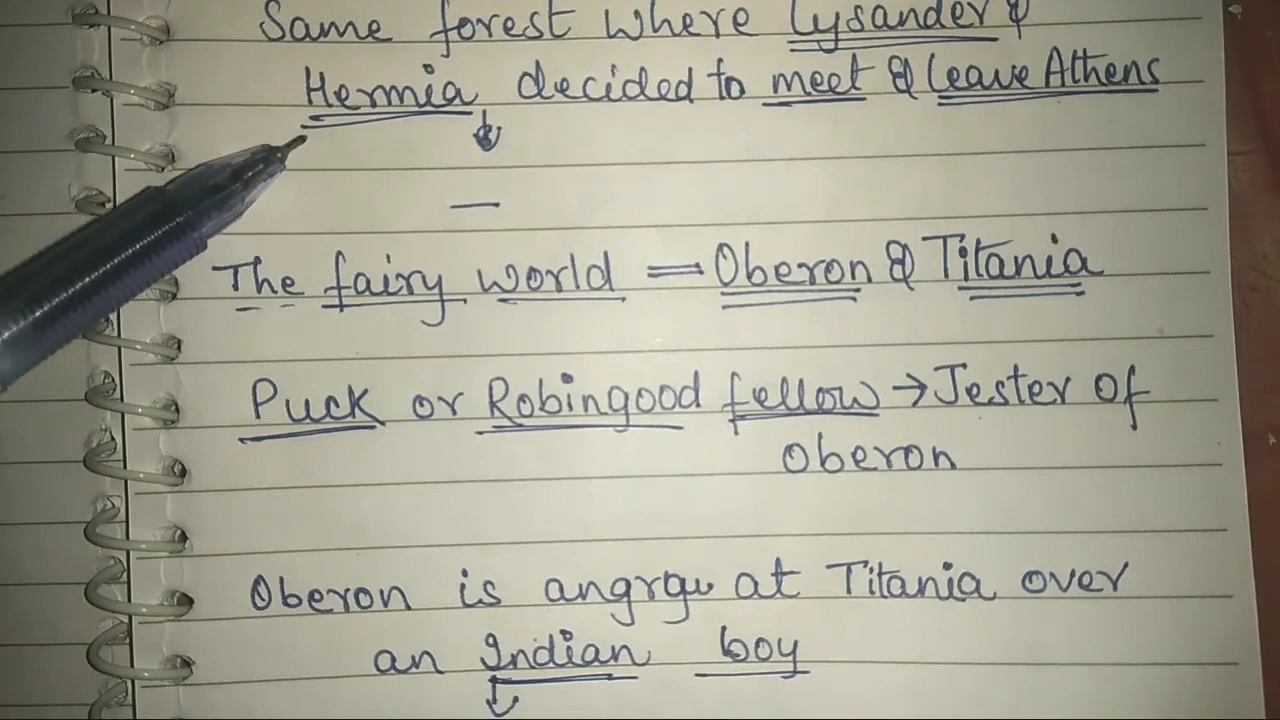 Same forest where Lysander &
Hermia decided to meet & leave Athens
The fairy world = Oberon & Titania
Puck or Robingood fellow → Jester of
Oberon
Oberon is angrgu at Titania over
an Indian boy